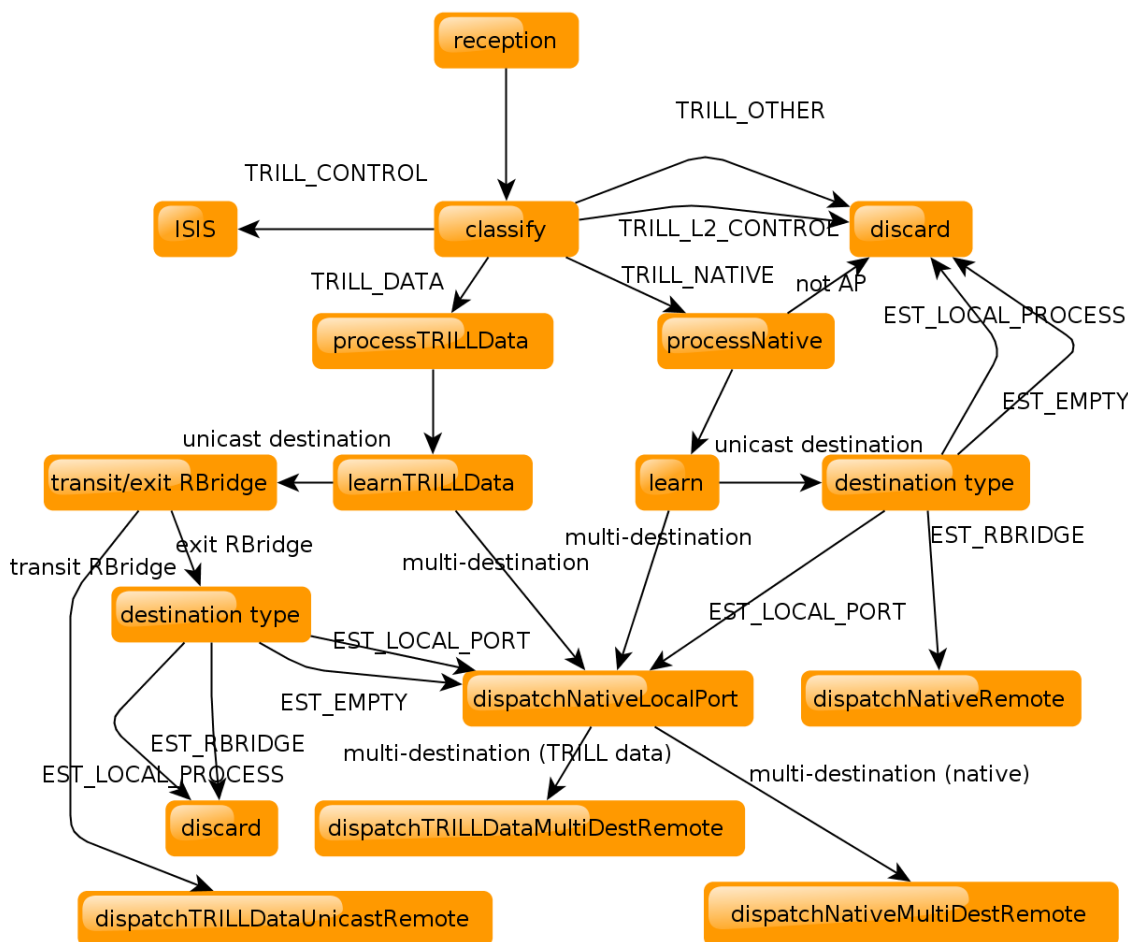 reception
TRILL_OTHER
TRILL_CONTROL
ISIS
classify
TRILL_L2_CONTROL
discard
TRILL_DATA
TRILL_NATIVE
not AP
EST_LOCAL_PROCESS
processTRILLData
processNative
EST_EMPTY
unicast destination
unicast destination
transit/exit RBridge
learnTRILLData
learn
destination type
exit RBridge
transit RBridge
multi-destination
multi-destination
EST_RBRIDGE
destination type
EST_LOCAL_PORT
EST_LOCAL_PORT
EST_EMPTY
dispatchNativeLocalPort
dispatchNativeRemote
EST_RBRIDGE
EST_LOCAL_PROCESS
multi-destination (TRILL data)
multi-destination (native)
discard
dispatchTRILLDataMultiDestRemote
dispatchTRILLDataUnicastRemote
dispatchNativeMultiDestRemote